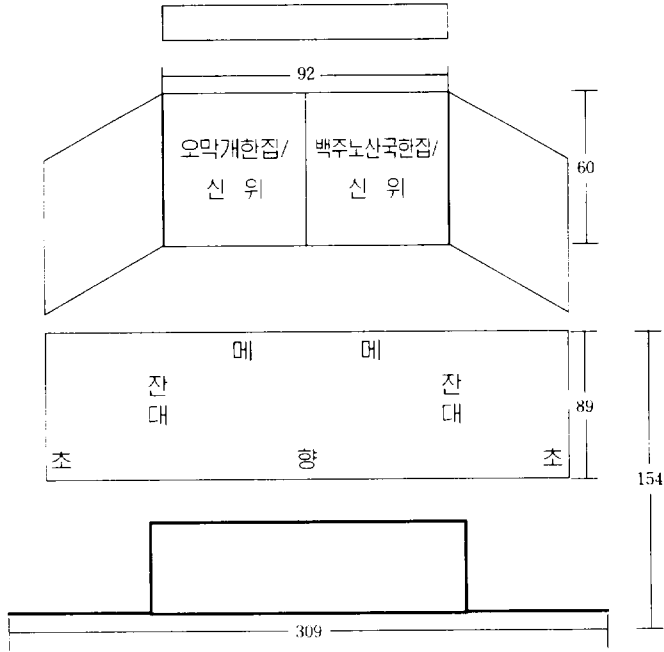 92
오막개한집/ 백주노산국한집/
신 위 신 위
60
메 메
잔 잔
대 대
89
초 향 초
154
309